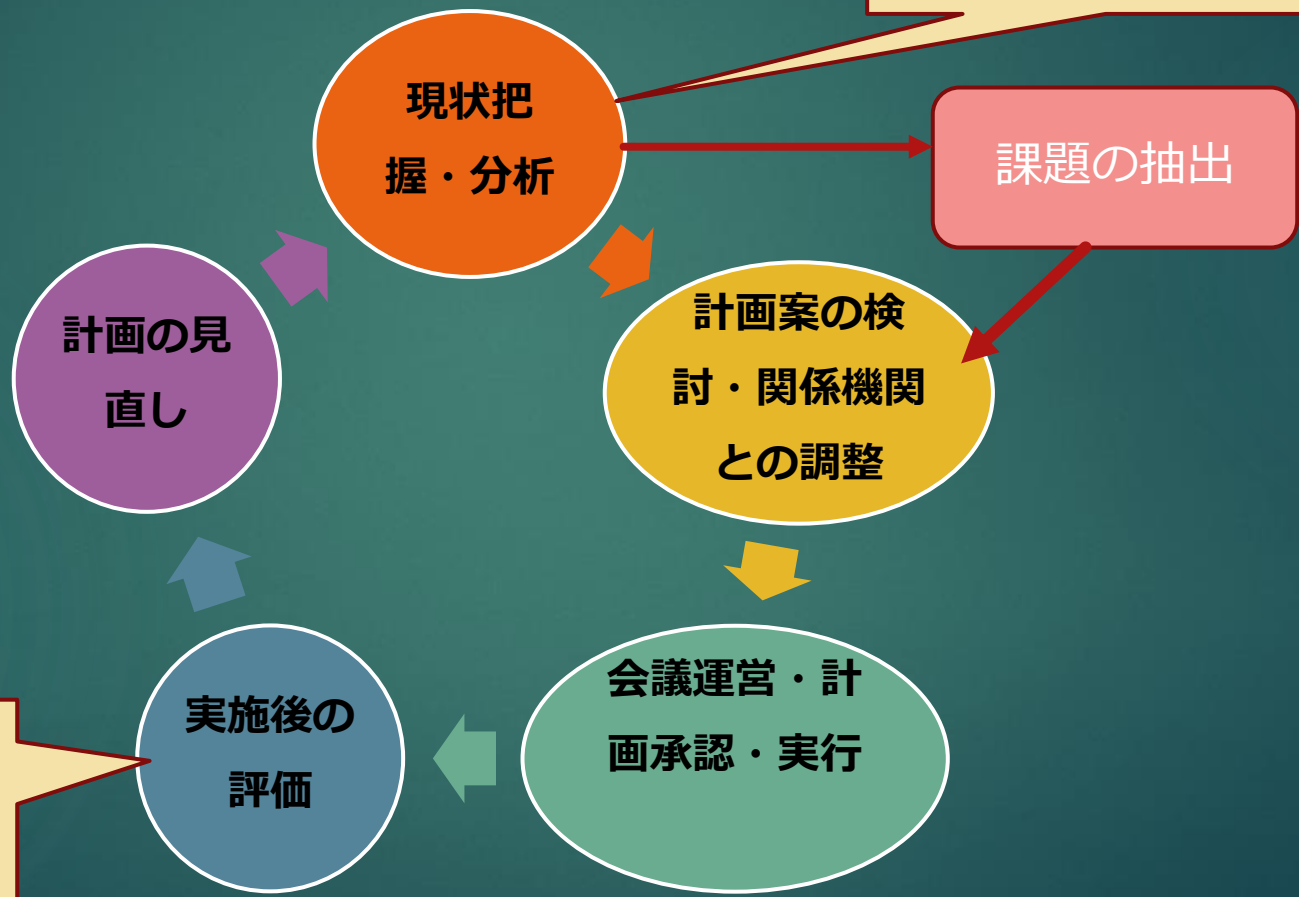 現状把
握・分析
課題の抽出
計画案の検
討・関係機関
との調整
会議運営・計
画承認・実行
実施後の
評価
計画の見
直し